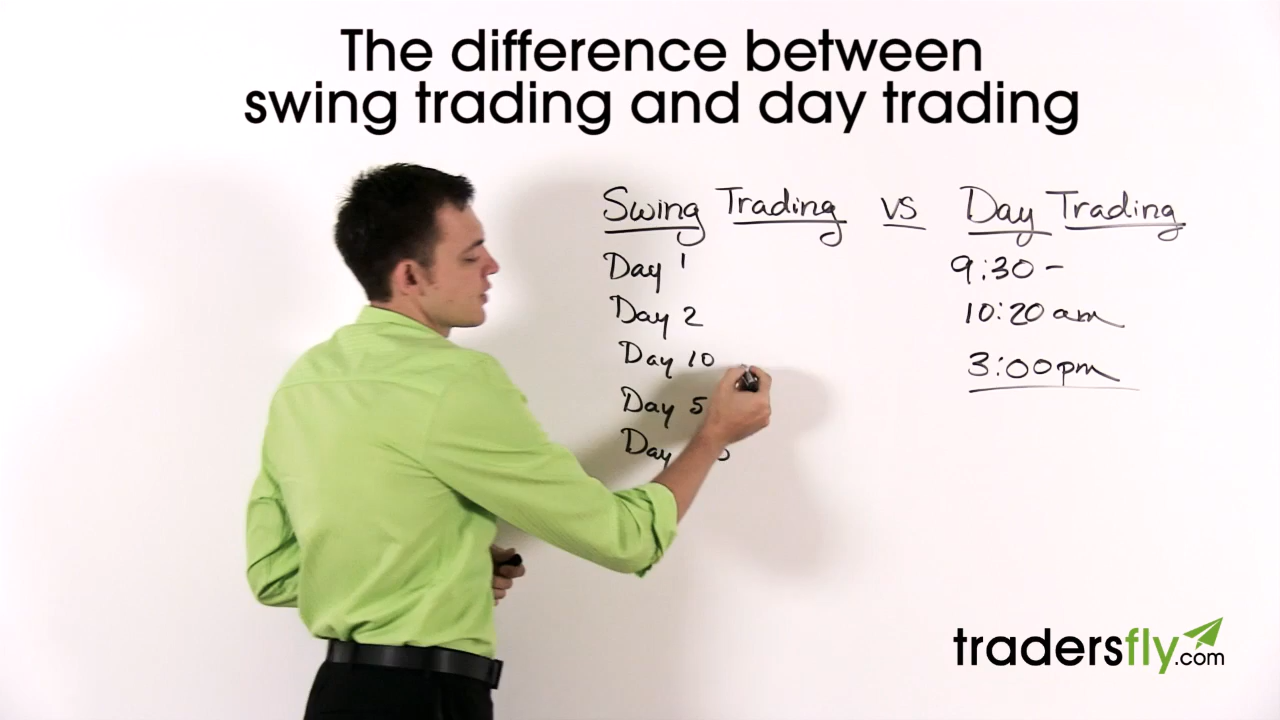 The difference between
swing trading and day trading
Swing Trading vs Day Trading
Day 1 9:30 -
Day 2 10:20 am
Day 10 3:00pm
Day 5
Day
tradersfly.com